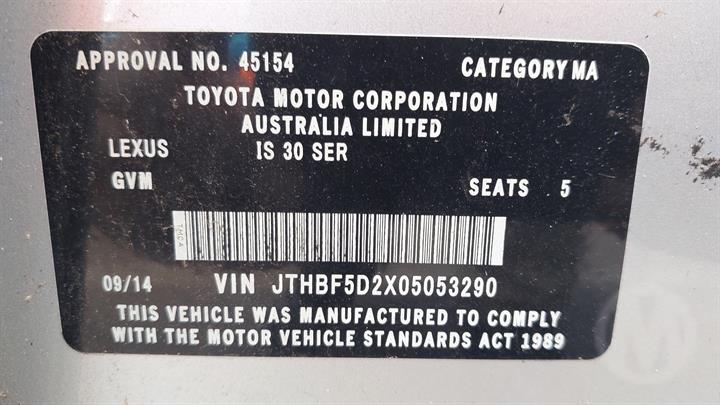 APPROVAL NO. 45154 CATEGORY MA
TOYOTA MOTOR CORPORATION
AUSTRALIA LIMITED
LEXUS IS 30 SER
GVM SEATS 5
09/14 VIN JTHBF5D2X05053290
THIS VEHICLE WAS MANUFACTURED TO COMPLY
WITH THE MOTOR VEHICLE STANDARDS ACT 1989
M